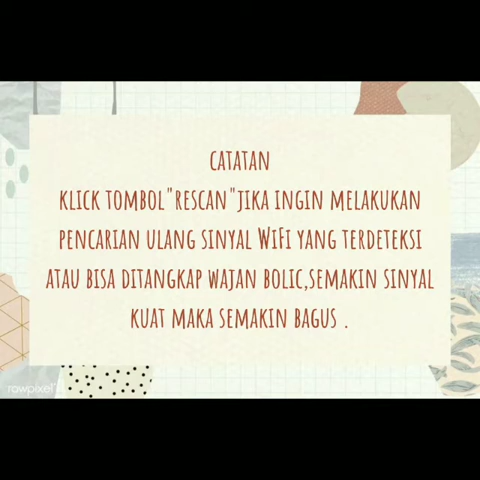 CATATAN
KLICK TOMBOL"RESCAN"JIKA INGIN MELAKUKAN
PENCARIAN ULANG SINYAL WIFI YANG TERDETEKSI
ATAU BISA DITANGKAP WAJAN BOLIC,SEMAKIN SINYAL
KUAT MAKA SEMAKIN BAGUS .
rawpixel